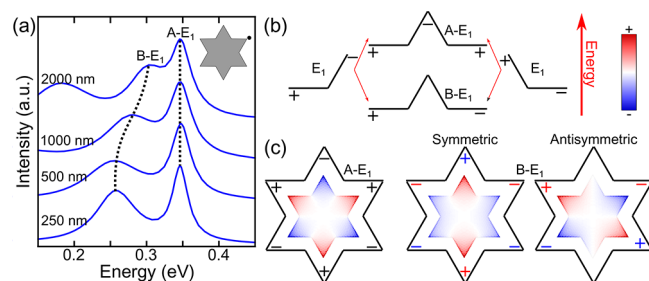 (a)
A-E₁
B-E₁
2000 nm
1000 nm
500 nm
250 nm
Intensity (a.u.)
0.2 0.3 0.4
Energy (eV)
(b)
A-E₁
+ − +
E₁ E₁
+ − + −
B-E₁
+ + − −
Energy
+
-
(c)
Symmetric Antisymmetric
A-E₁ B-E₁
− +
+ + − − +
− − − − − +
+ +